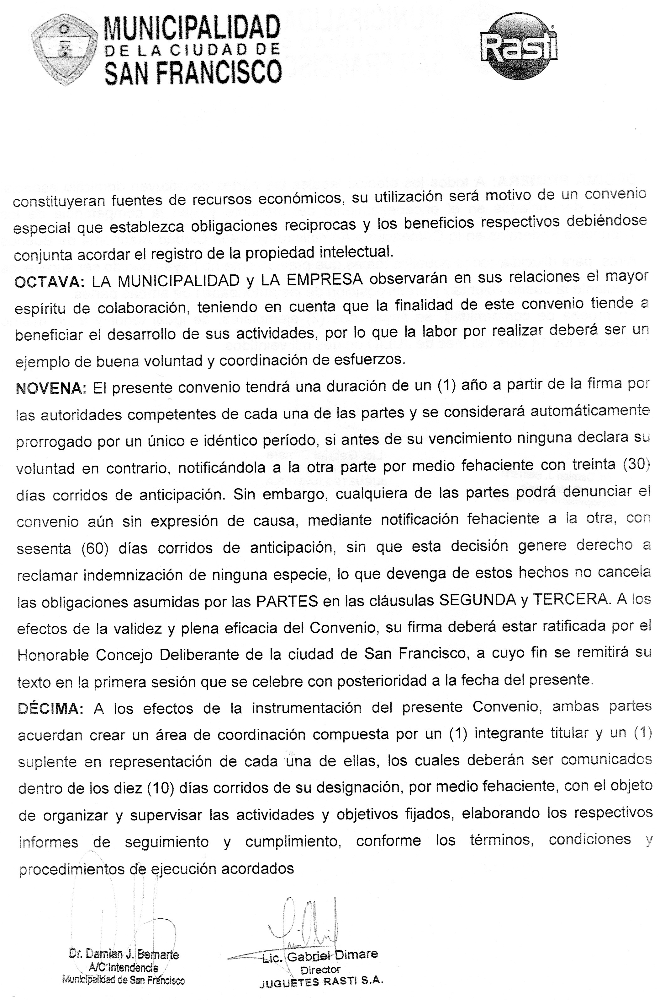 MUNICIPALIDAD
DE LA CIUDAD DE
SAN FRANCISCO
Rasti
constituyeran fuentes de recursos económicos, su utilización será motivo de un convenio
especial que establezca obligaciones reciprocas y los beneficios respectivos debiéndose
conjunta acordar el registro de la propiedad intelectual.
OCTAVA: LA MUNICIPALIDAD y LA EMPRESA observarán en sus relaciones el mayor
espíritu de colaboración, teniendo en cuenta que la finalidad de este convenio tiende a
beneficiar el desarrollo de sus actividades, por lo que la labor por realizar deberá ser un
ejemplo de buena voluntad y coordinación de esfuerzos.
NOVENA: El presente convenio tendrá una duración de un (1) año a partir de la firma por
las autoridades competentes de cada una de las partes y se considerará automáticamente
prorrogado por un único e idéntico período, si antes de su vencimiento ninguna declara su
voluntad en contrario, notificándola a la otra parte por medio fehaciente con treinta (30)
días corridos de anticipación. Sin embargo, cualquiera de las partes podrá denunciar el
convenio aún sin expresión de causa, mediante notificación fehaciente a la otra, con
sesenta (60) días corridos de anticipación, sin que esta decisión genere derecho a
reclamar indemnización de ninguna especie, lo que devenga de estos hechos no cancela
las obligaciones asumidas por las PARTES en las cláusulas SEGUNDA y TERCERA. A los
efectos de la validez y plena eficacia del Convenio, su firma deberá estar ratificada por el
Honorable Concejo Deliberante de la ciudad de San Francisco, a cuyo fin se remitirá su
texto en la primera sesión que se celebre con posterioridad a la fecha del presente.
DÉCIMA: A los efectos de la instrumentación del presente Convenio, ambas partes
acuerdan crear un área de coordinación compuesta por un (1) integrante titular y un (1)
suplente en representación de cada una de ellas, los cuales deberán ser comunicados
dentro de los diez (10) días corridos de su designación, por medio fehaciente, con el objeto
de organizar y supervisar las actividades y objetivos fijados, elaborando los respectivos
informes de seguimiento y cumplimiento, conforme los términos, condiciones y
procedimientos de ejecución acordados
Dr. Damian J. Bernarte
A/C Intendencia
Municipalidad de San Francisco
Lic. Gabriel Dimare
Director
JUGUETES RASTI S.A.